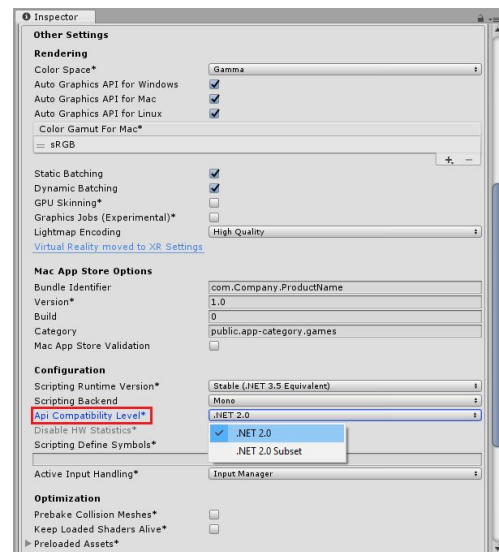 Inspector
Other Settings
Rendering
Color Space* Gamma
Auto Graphics API for Windows
Auto Graphics API for Mac
Auto Graphics API for Linux
Color Gamut For Mac*
= sRGB
+, −
Static Batching
Dynamic Batching
GPU Skinning*
Graphics Jobs (Experimental)*
Lightmap Encoding High Quality
Virtual Reality moved to XR Settings
Mac App Store Options
Bundle Identifier com.Company.ProductName
Version* 1.0
Build 0
Category public.app-category.games
Mac App Store Validation
Configuration
Scripting Runtime Version* Stable (.NET 3.5 Equivalent)
Scripting Backend Mono
Api Compatibility Level* .NET 2.0
Disable HW Statistics*
.NET 2.0
Scripting Define Symbols*
.NET 2.0 Subset
Active Input Handling* Input Manager
Optimization
Prebake Collision Meshes*
Keep Loaded Shaders Alive*
Preloaded Assets*